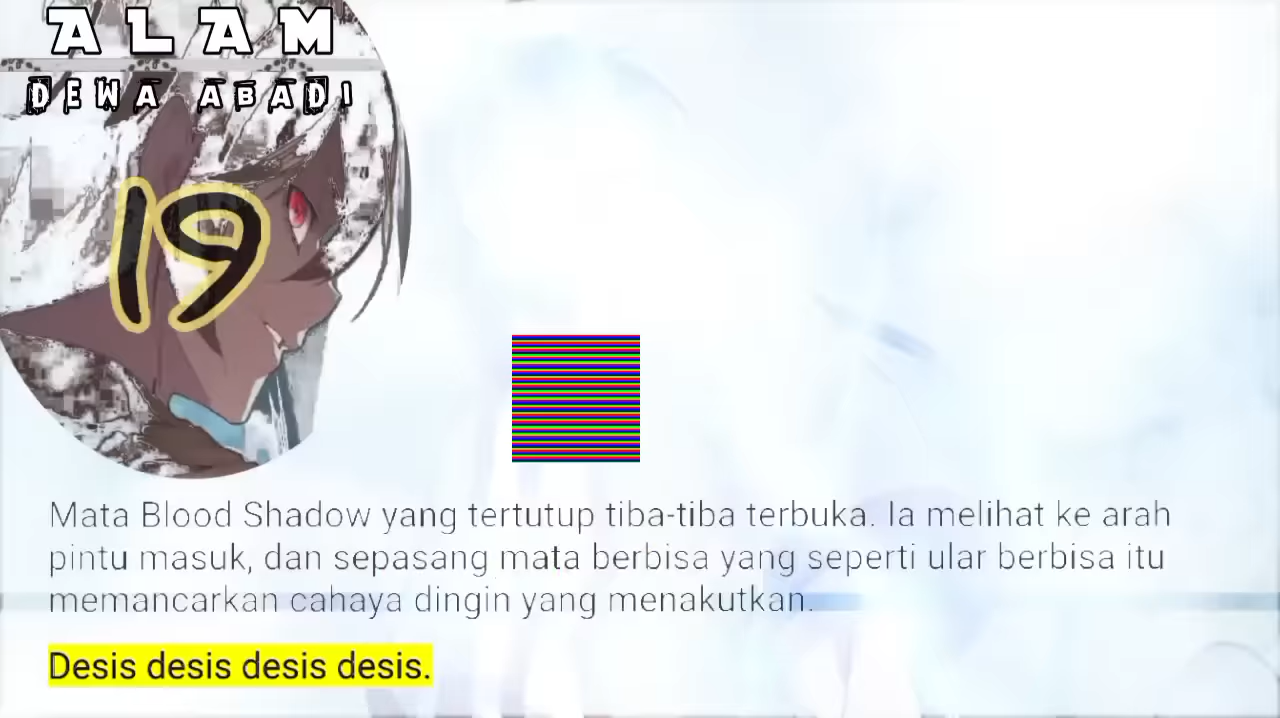 ALAM
DEWA ABADI
19
Mata Blood Shadow yang tertutup tiba-tiba terbuka. Ia melihat ke arah
pintu masuk, dan sepasang mata berbisa yang seperti ular berbisa itu
memancarkan cahaya dingin yang menakutkan.
Desis desis desis desis.